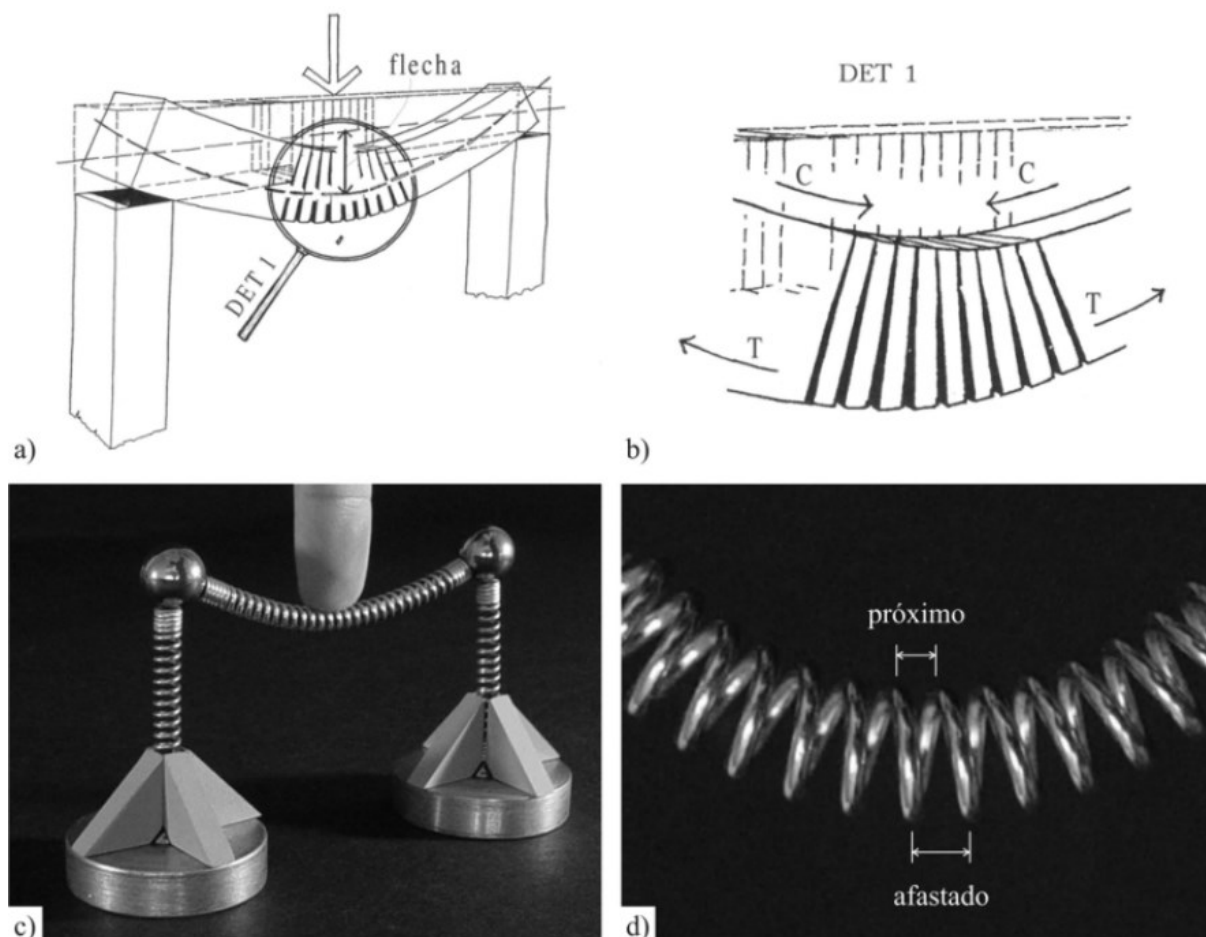 flecha
DET 1
a)
DET 1
C
C
T
T
b)
c)
próximo
afastado
d)